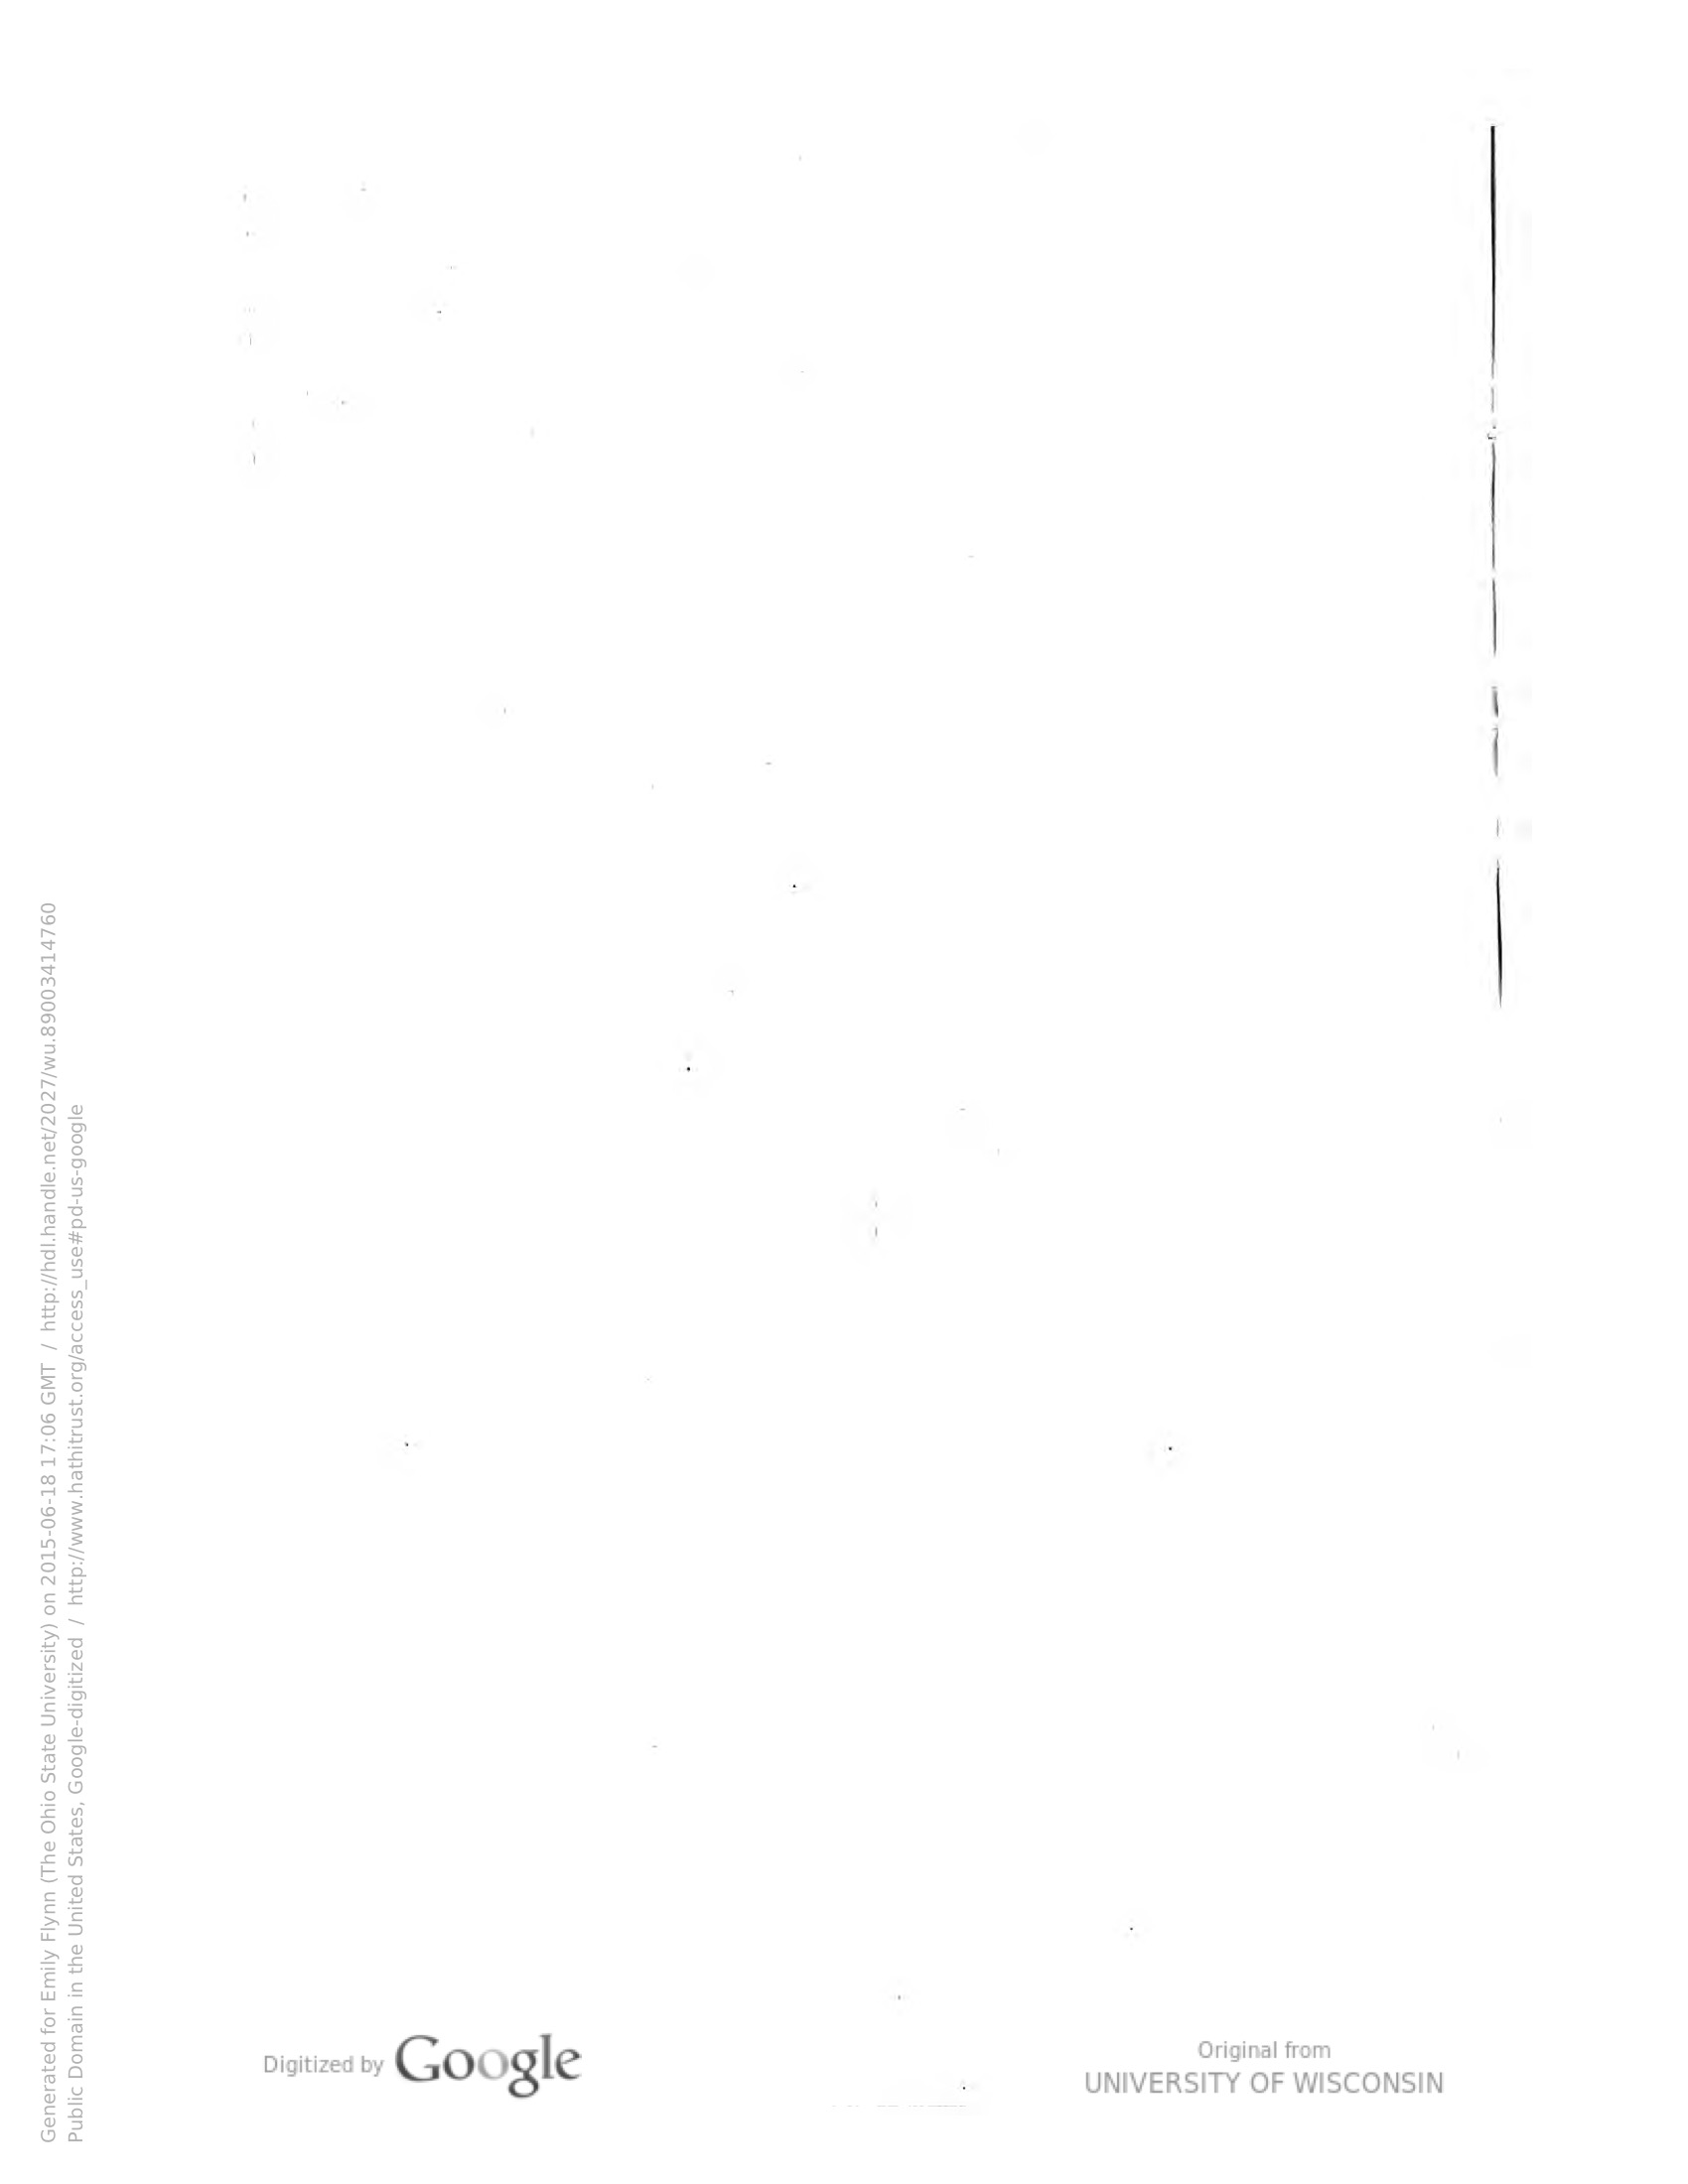 Generated for Emily Flynn (The Ohio State University) on 2015-06-18 17:06 GMT / http://hdl.handle.net/2027/wu.89003414760
Public Domain in the United States, Google-digitized / http://www.hathitrust.org/access_use#pd-us-google
Digitized by Google
Original from
UNIVERSITY OF WISCONSIN